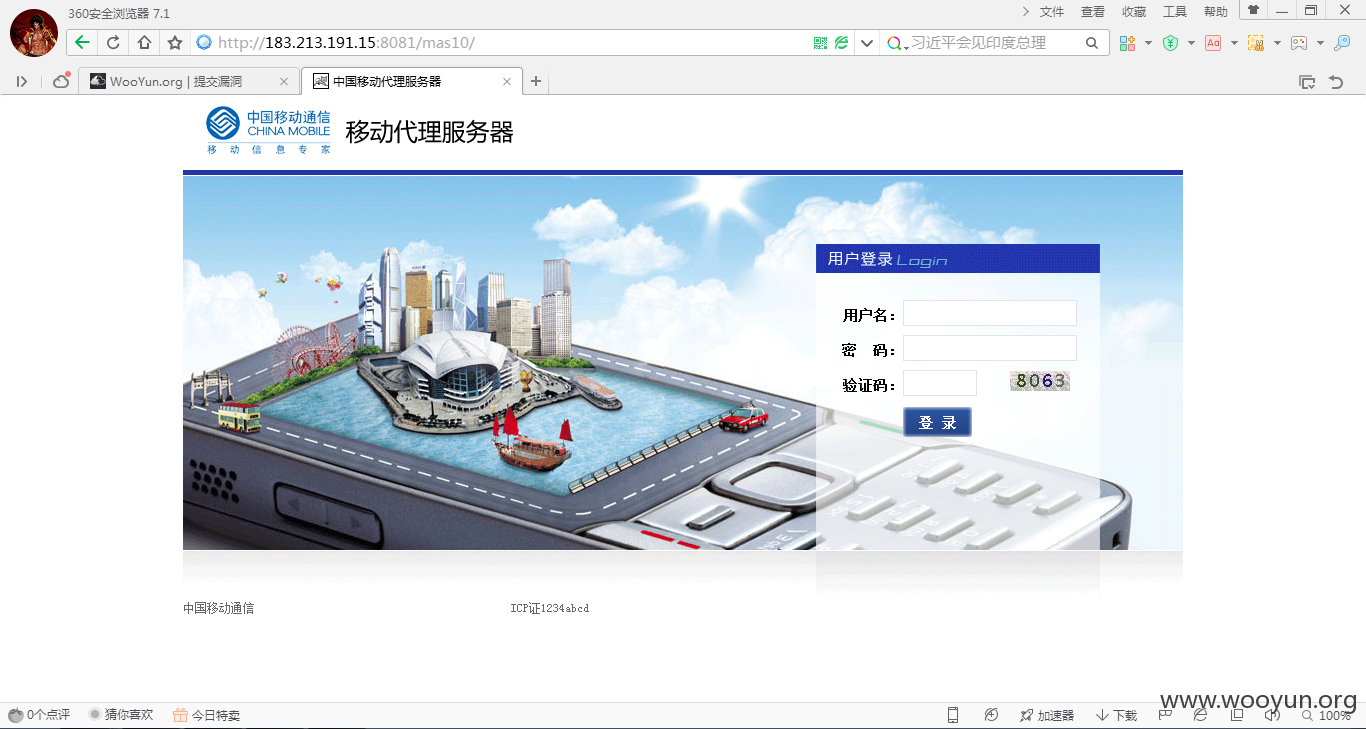 360安全浏览器 7.1
文件 查看 收藏 工具 帮助
http://183.213.191.15:8081/mas10/
习近平会见印度总理
WooYun.org | 提交漏洞
中国移动代理服务器
中国移动通信
CHINA MOBILE
移 动 信 息 专 家
移动代理服务器
用户登录 Login
用户名：
密 码：
验证码：
8063
登 录
中国移动通信 ICP证1234abcd
www.wooyun.org
0个点评 猜你喜欢 今日特卖 加速器 下载 100%